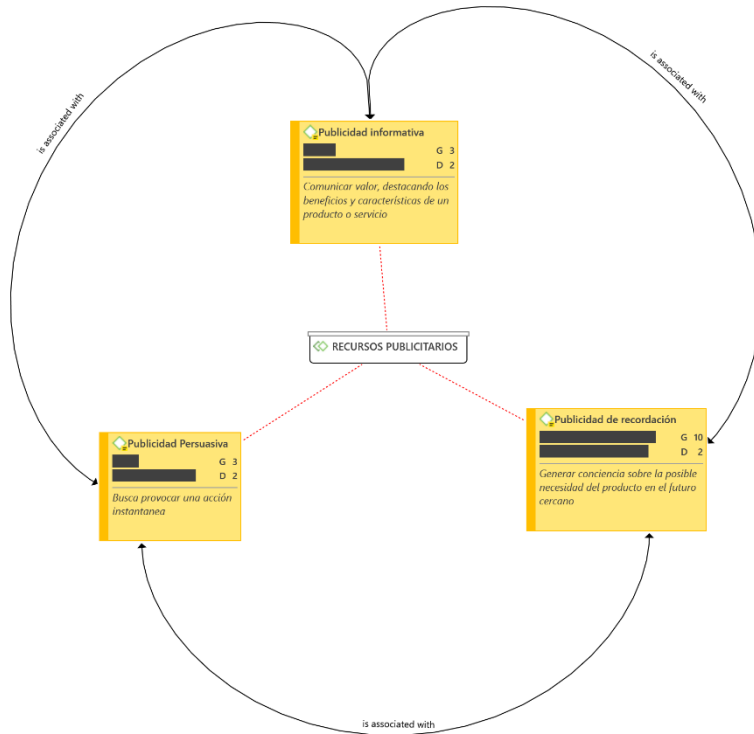 is associated with
is associated with
Publicidad informativa
G 3
D 2
Comunicar valor, destacando los
beneficios y características de un
producto o servicio
RECURSOS PUBLICITARIOS
Publicidad Persuasiva
G 3
D 2
Busca provocar una acción
instantanea
Publicidad de recordación
G 10
D 2
Generar conciencia sobre la posible
necesidad del producto en el futuro
cercano
is associated with